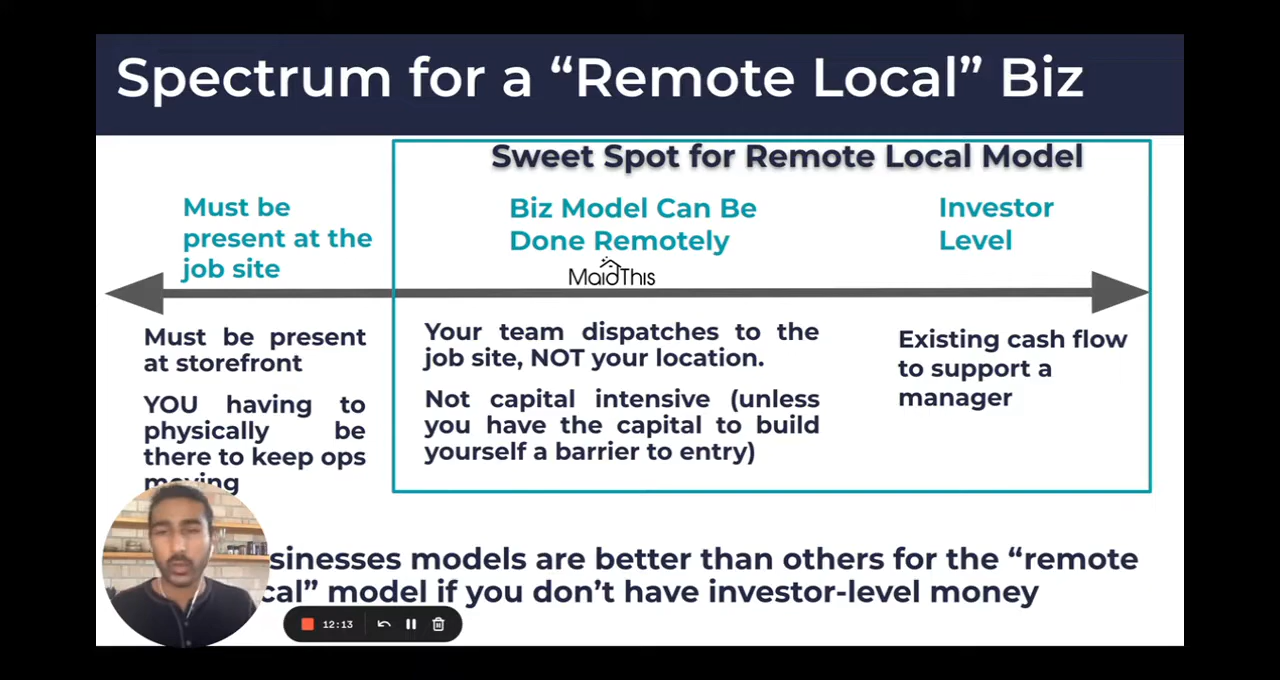 Spectrum for a “Remote Local” Biz
Sweet Spot for Remote Local Model
Must be
present at the
job site
Biz Model Can Be
Done Remotely
Investor
Level
MaidThis
Must be present
at storefront
YOU having to
physically be
there to keep ops
moving
Your team dispatches to the
job site, NOT your location.
Not capital intensive (unless
you have the capital to build
yourself a barrier to entry)
Existing cash flow
to support a
manager
sinesses models are better than others for the “remote
cal” model if you don’t have investor-level money
12:13